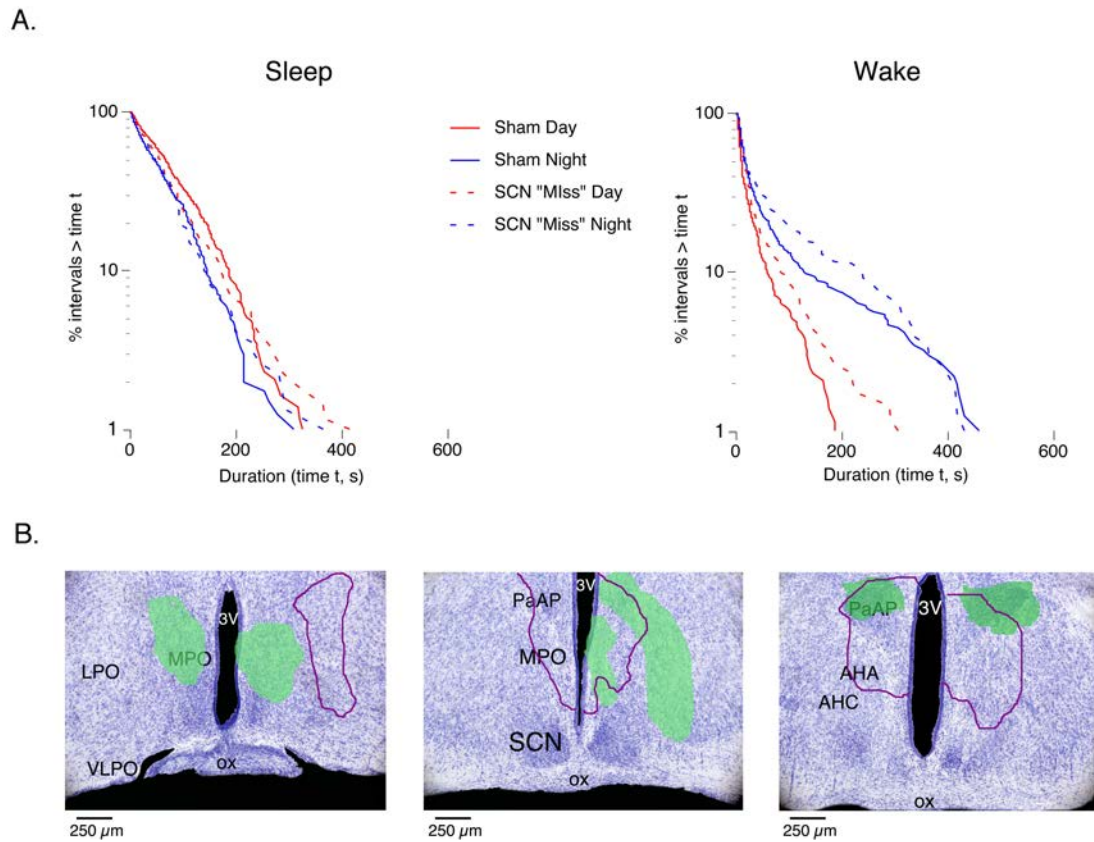 A.
Sleep
100
10
1
0
200
400
600
% intervals > time t
Duration (time t, s)
Sham Day
Sham Night
SCN "MIss" Day
SCN "Miss" Night
Wake
100
10
1
0
200
400
600
% intervals > time t
Duration (time t, s)
B.
3V
MPO
LPO
VLPO
ox
250 µm
3V
PaAP
MPO
SCN
ox
250 µm
PaAP
3V
AHA
AHC
ox
250 µm